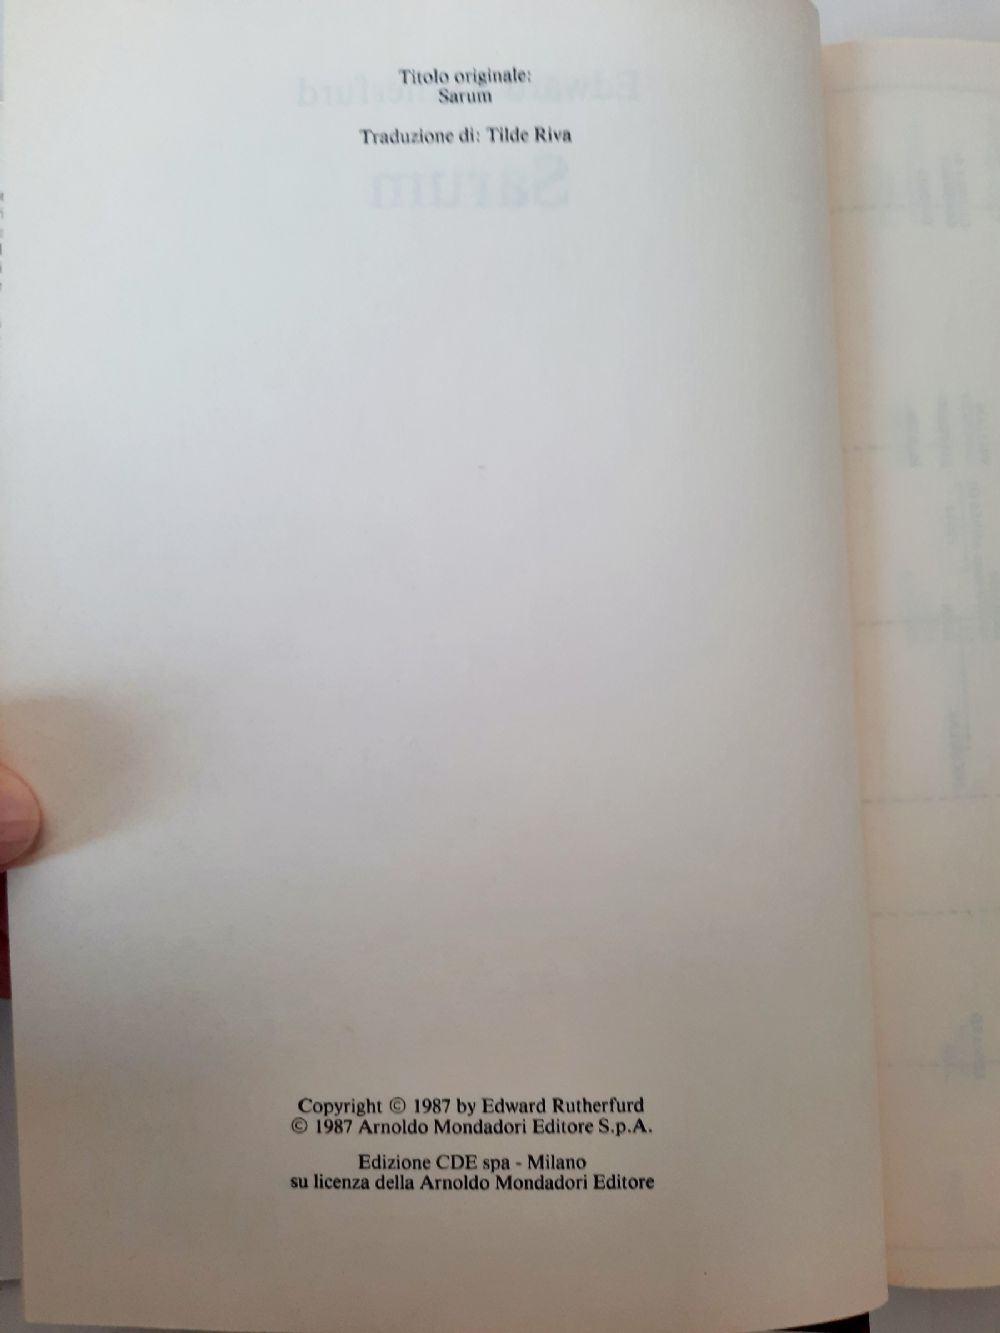 Titolo originale:
Sarum
Traduzione di: Tilde Riva
Copyright © 1987 by Edward Rutherfurd
© 1987 Arnoldo Mondadori Editore S.p.A.
Edizione CDE spa - Milano
su licenza della Arnoldo Mondadori Editore